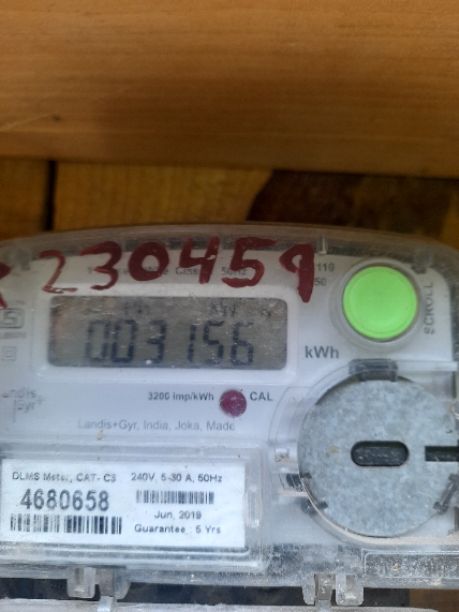 230459
003156
kWh
SCROLL
3200 imp/kWh CAL
Landis+Gyr, India, Joka, Made
DLMS Meter, CAT- C3 240V, 5-30 A, 50Hz
4680658
Jun, 2019
Guarantee : 5 Yrs